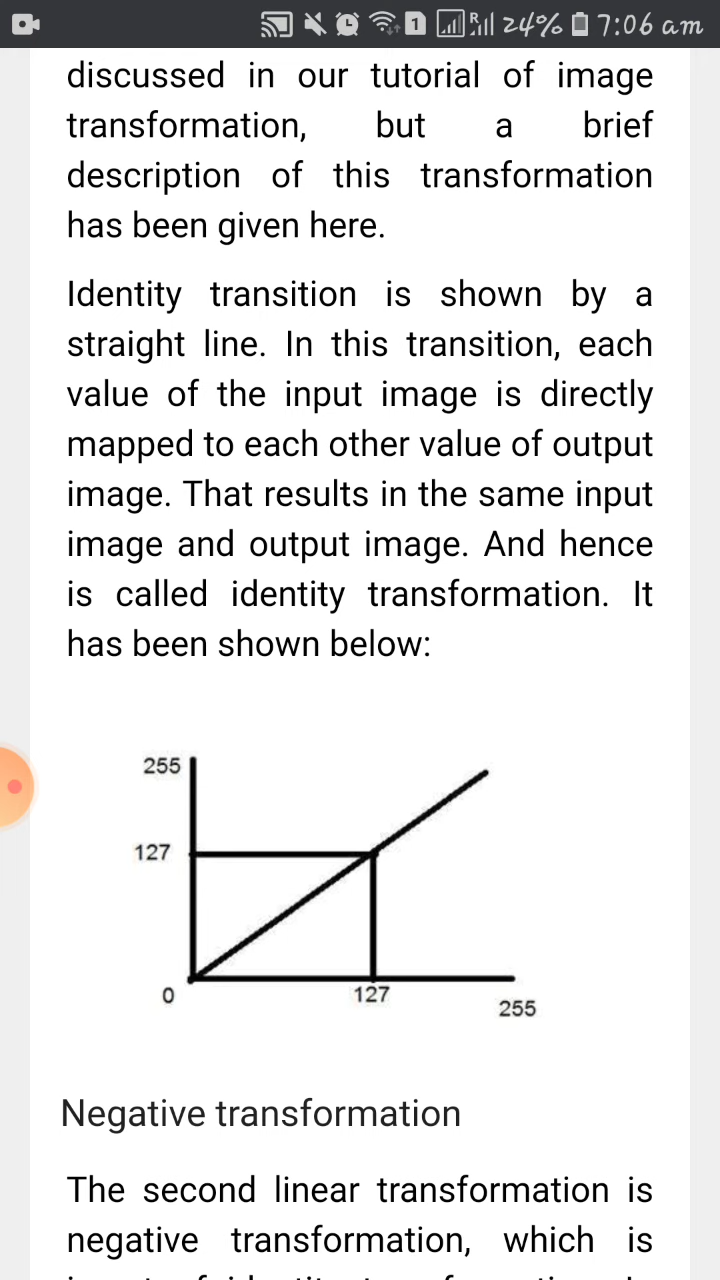 1 24% 7:06 am
discussed in our tutorial of image
transformation, but a brief
description of this transformation
has been given here.
Identity transition is shown by a
straight line. In this transition, each
value of the input image is directly
mapped to each other value of output
image. That results in the same input
image and output image. And hence
is called identity transformation. It
has been shown below:
255
127
0
127
255
Negative transformation
The second linear transformation is
negative transformation, which is